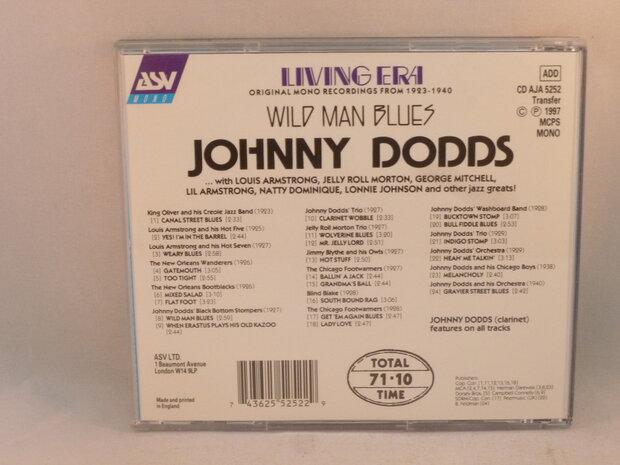 ASV
MONO
LIVING ERA
ORIGINAL MONO RECORDINGS FROM 1923-1940
WILD MAN BLUES
JOHNNY DODDS
... with LOUIS ARMSTRONG, JELLY ROLL MORTON, GEORGE MITCHELL,
LIL ARMSTRONG, NATTY DOMINIQUE, LONNIE JOHNSON and other jazz greats!
ADD
CD AJA 5252
Transfer
© ℗ 1997
MCPS
MONO
King Oliver and his Creole Jazz Band (1923)
[1] CANAL STREET BLUES [2:33]
Louis Armstrong and his Hot Five (1925)
[2] YES! I'M IN THE BARREL [2:44]
Louis Armstrong and his Hot Seven (1927)
[3] WEARY BLUES [2:58]
The New Orleans Wanderers (1926)
[4] GATEMOUTH [3:05]
[5] TOO TIGHT [2:55]
The New Orleans Bootblacks (1926)
[6] MIXED SALAD [3:10]
[7] FLAT FOOT [3:23]
Johnny Dodds' Black Bottom Stompers (1927)
[8] WILD MAN BLUES [2:59]
[9] WHEN ERASTUS PLAYS HIS OLD KAZOO
[2:44]
Johnny Dodds' Trio (1927)
[10] CLARINET WOBBLE [2:33]
Jelly Roll Morton Trio (1927)
[11] WOLVERINE BLUES [3:20]
[12] MR. JELLY LORD [2:51]
Jimmy Blythe and his Owls (1927)
[13] HOT STUFF [2:50]
The Chicago Footwarmers (1927)
[14] BALLIN' A JACK [2:44]
[15] GRANDMA'S BALL [2:44]
Blind Blake (1928)
[16] SOUTH BOUND RAG [3:06]
The Chicago Footwarmers (1928)
[17] GET 'EM AGAIN BLUES [2:47]
[18] LADY LOVE [2:47]
Johnny Dodds' Washboard Band (1928)
[19] BUCKTOWN STOMP [3:07]
[20] BULL FIDDLE BLUES [2:53]
Johnny Dodds' Trio (1929)
[21] INDIGO STOMP [3:03]
Johnny Dodds' Orchestra (1929)
[22] HEAH' ME TALKIN' [3:13]
Johnny Dodds and his Chicago Boys (1938)
[23] MELANCHOLY [2:40]
Johnny Dodds and his Orchestra (1940)
[24] GRAVIER STREET BLUES [2:42]
JOHNNY DODDS (clarinet)
features on all tracks
ASV LTD.
1 Beaumont Avenue
London W14 9LP
Made and printed
in England
7 43625 52522 9
TOTAL
71·10
TIME
Publishers: